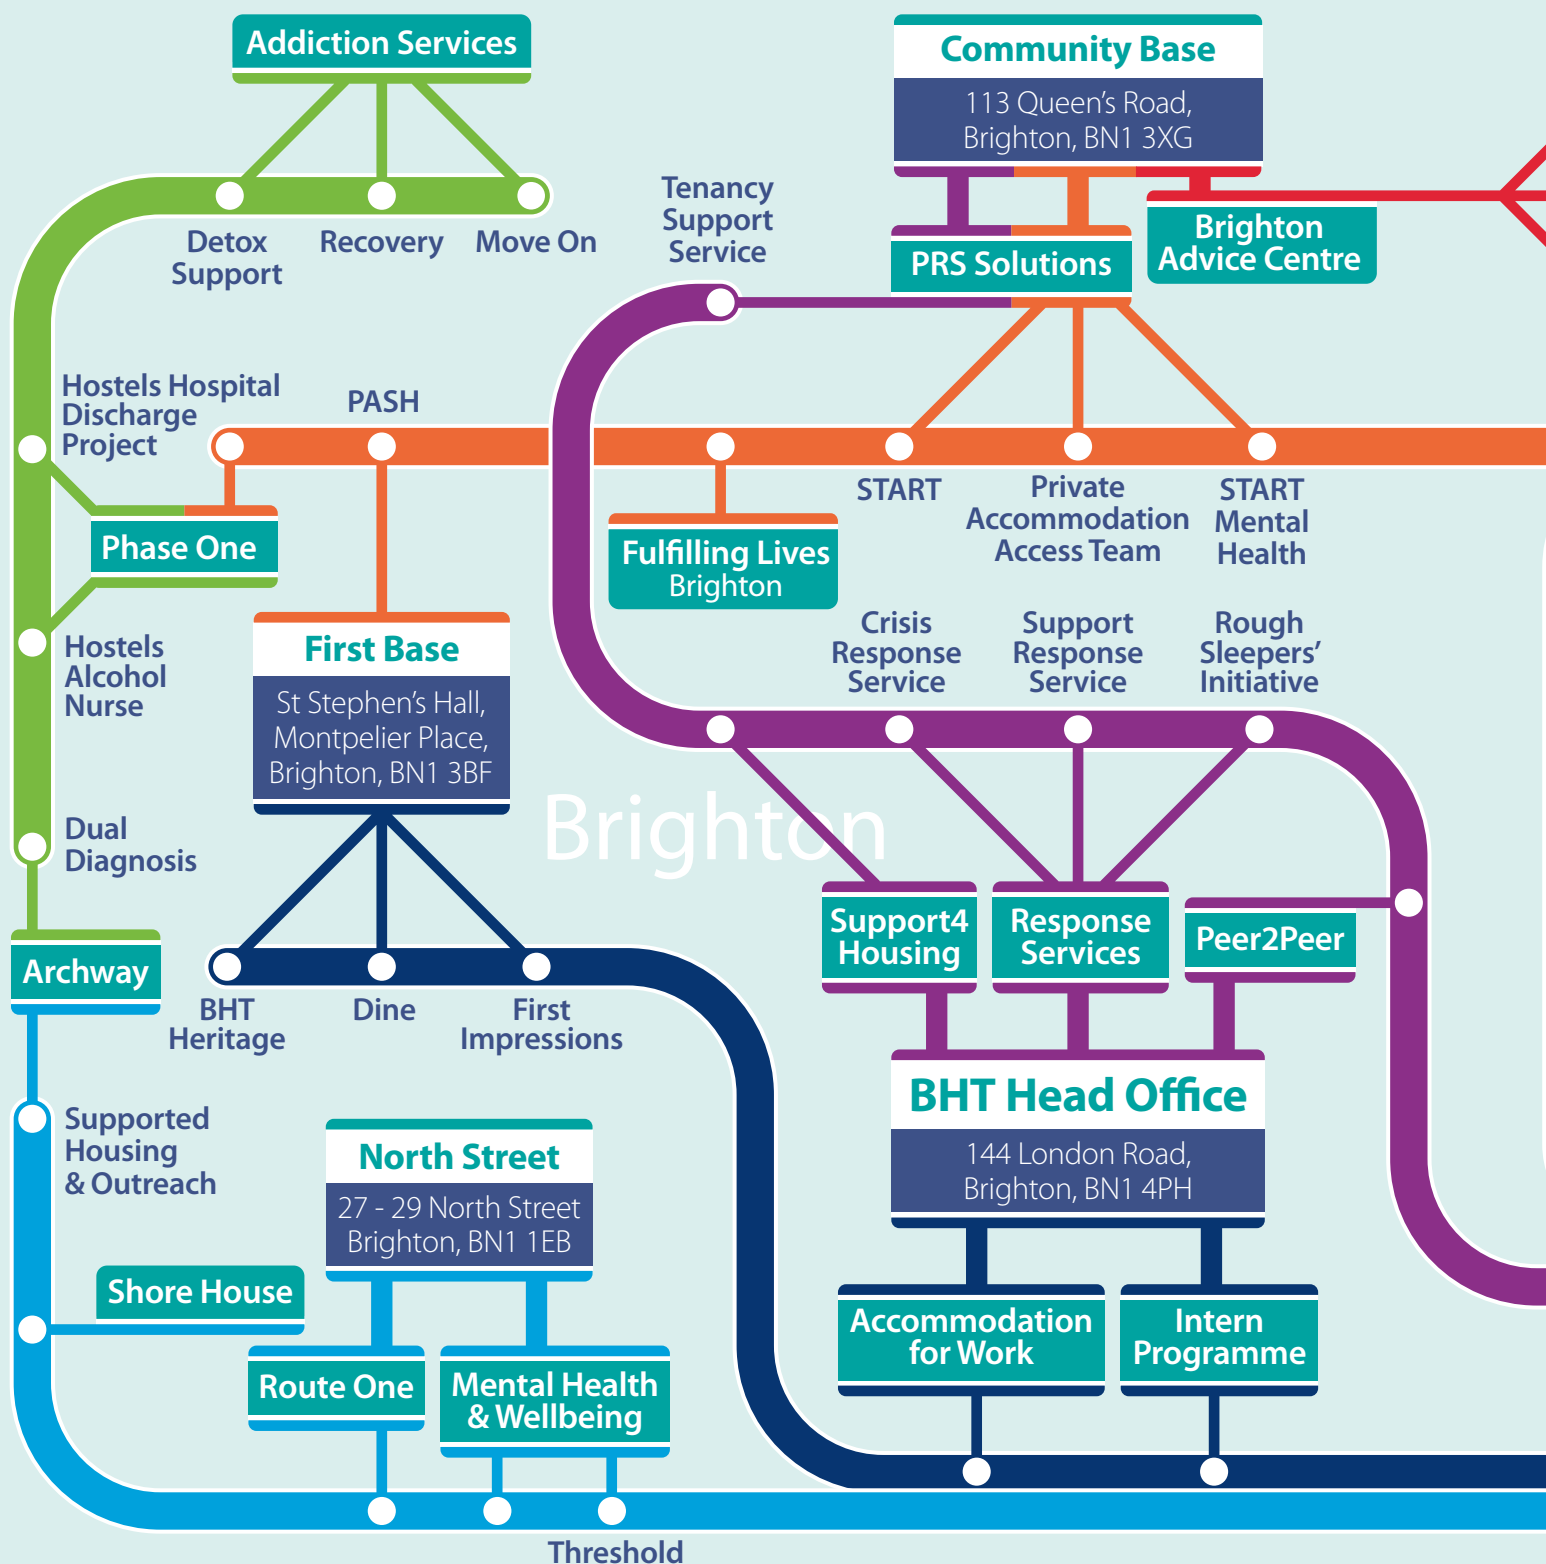 Addiction Services
Community Base
113 Queen's Road,
Brighton, BN1 3XG
Detox
Support
Recovery
Move On
Tenancy
Support
Service
PRS Solutions
Brighton
Advice Centre
Hostels Hospital
Discharge
Project
PASH
START
Private
Accommodation
Access Team
START
Mental
Health
Phase One
Fulfilling Lives
Brighton
Hostels
Alcohol
Nurse
First Base
St Stephen's Hall,
Montpelier Place,
Brighton, BN1 3BF
Crisis
Response
Service
Support
Response
Service
Rough
Sleepers'
Initiative
Brighton
Dual
Diagnosis
Archway
Support4
Housing
Response
Services
Peer2Peer
BHT
Heritage
Dine
First
Impressions
BHT Head Office
144 London Road,
Brighton, BN1 4PH
Supported
Housing
& Outreach
North Street
27 - 29 North Street
Brighton, BN1 1EB
Shore House
Route One
Mental Health
& Wellbeing
Accommodation
for Work
Intern
Programme
Threshold